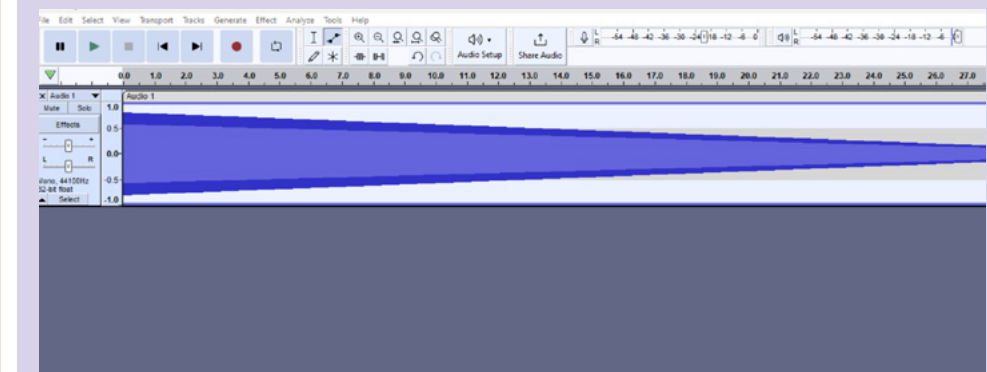 File Edit Select View Transport Tracks Generate Effect Analyze Tools Help
L R -54 -48 -42 -36 -30 -24 -18 -12 -6 0 L R -54 -48 -42 -36 -30 -24 -18 -12 -6
Audio Setup Share Audio
0.0 1.0 2.0 3.0 4.0 5.0 6.0 7.0 8.0 9.0 10.0 11.0 12.0 13.0 14.0 15.0 16.0 17.0 18.0 19.0 20.0 21.0 22.0 23.0 24.0 25.0 26.0 27.0
x Audio 1 Audio 1
Mute Solo 1.0
Effects 0.5
- + 0.0
L R
Mono, 44100Hz -0.5
32-bit float
Select -1.0